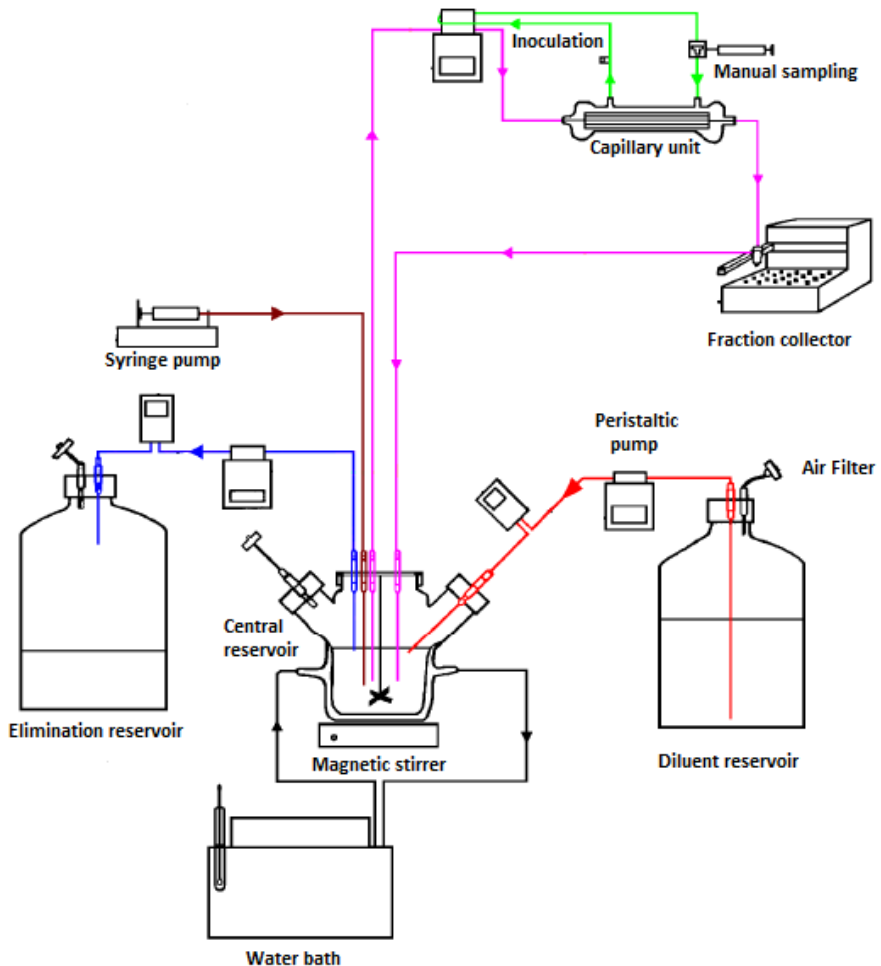 Inoculation
Manual sampling
Capillary unit
Fraction collector
Syringe pump
Peristaltic
pump
Air Filter
Central
reservoir
Elimination reservoir
Magnetic stirrer
Diluent reservoir
Water bath